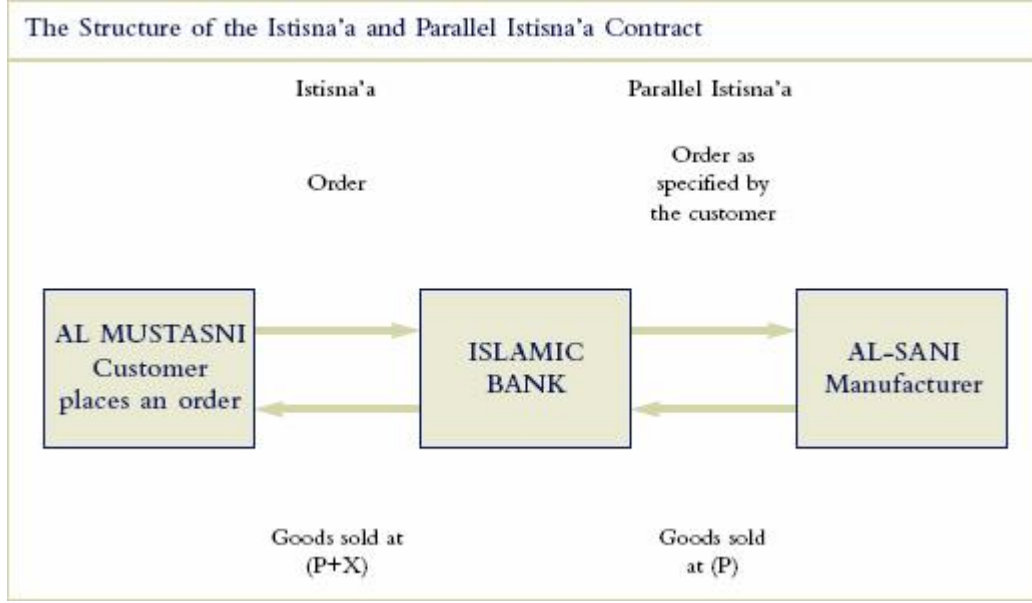 The Structure of the Istisna'a and Parallel Istisna'a Contract
Istisna'a
Parallel Istisna'a
Order
Order as
specified by
the customer
AL MUSTASNI
Customer
places an order
ISLAMIC
BANK
AL-SANI
Manufacturer
Goods sold at
(P+X)
Goods sold
at (P)